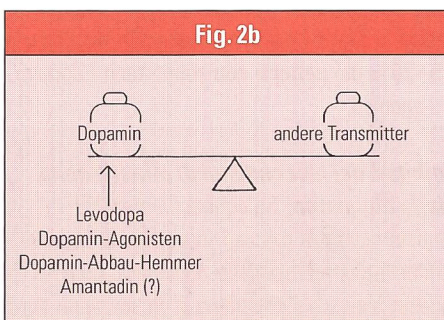 Fig. 2b
Dopamin
andere Transmitter
Levodopa
Dopamin-Agonisten
Dopamin-Abbau-Hemmer
Amantadin (?)